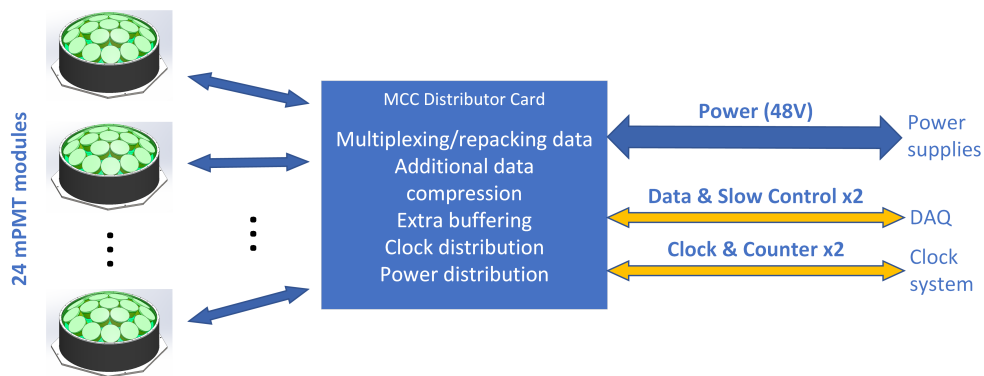 24 mPMT modules
MCC Distributor Card
Multiplexing/repacking data
Additional data
compression
Extra buffering
Clock distribution
Power distribution
Power (48V)
Power
supplies
Data & Slow Control x2
DAQ
Clock & Counter x2
Clock
system